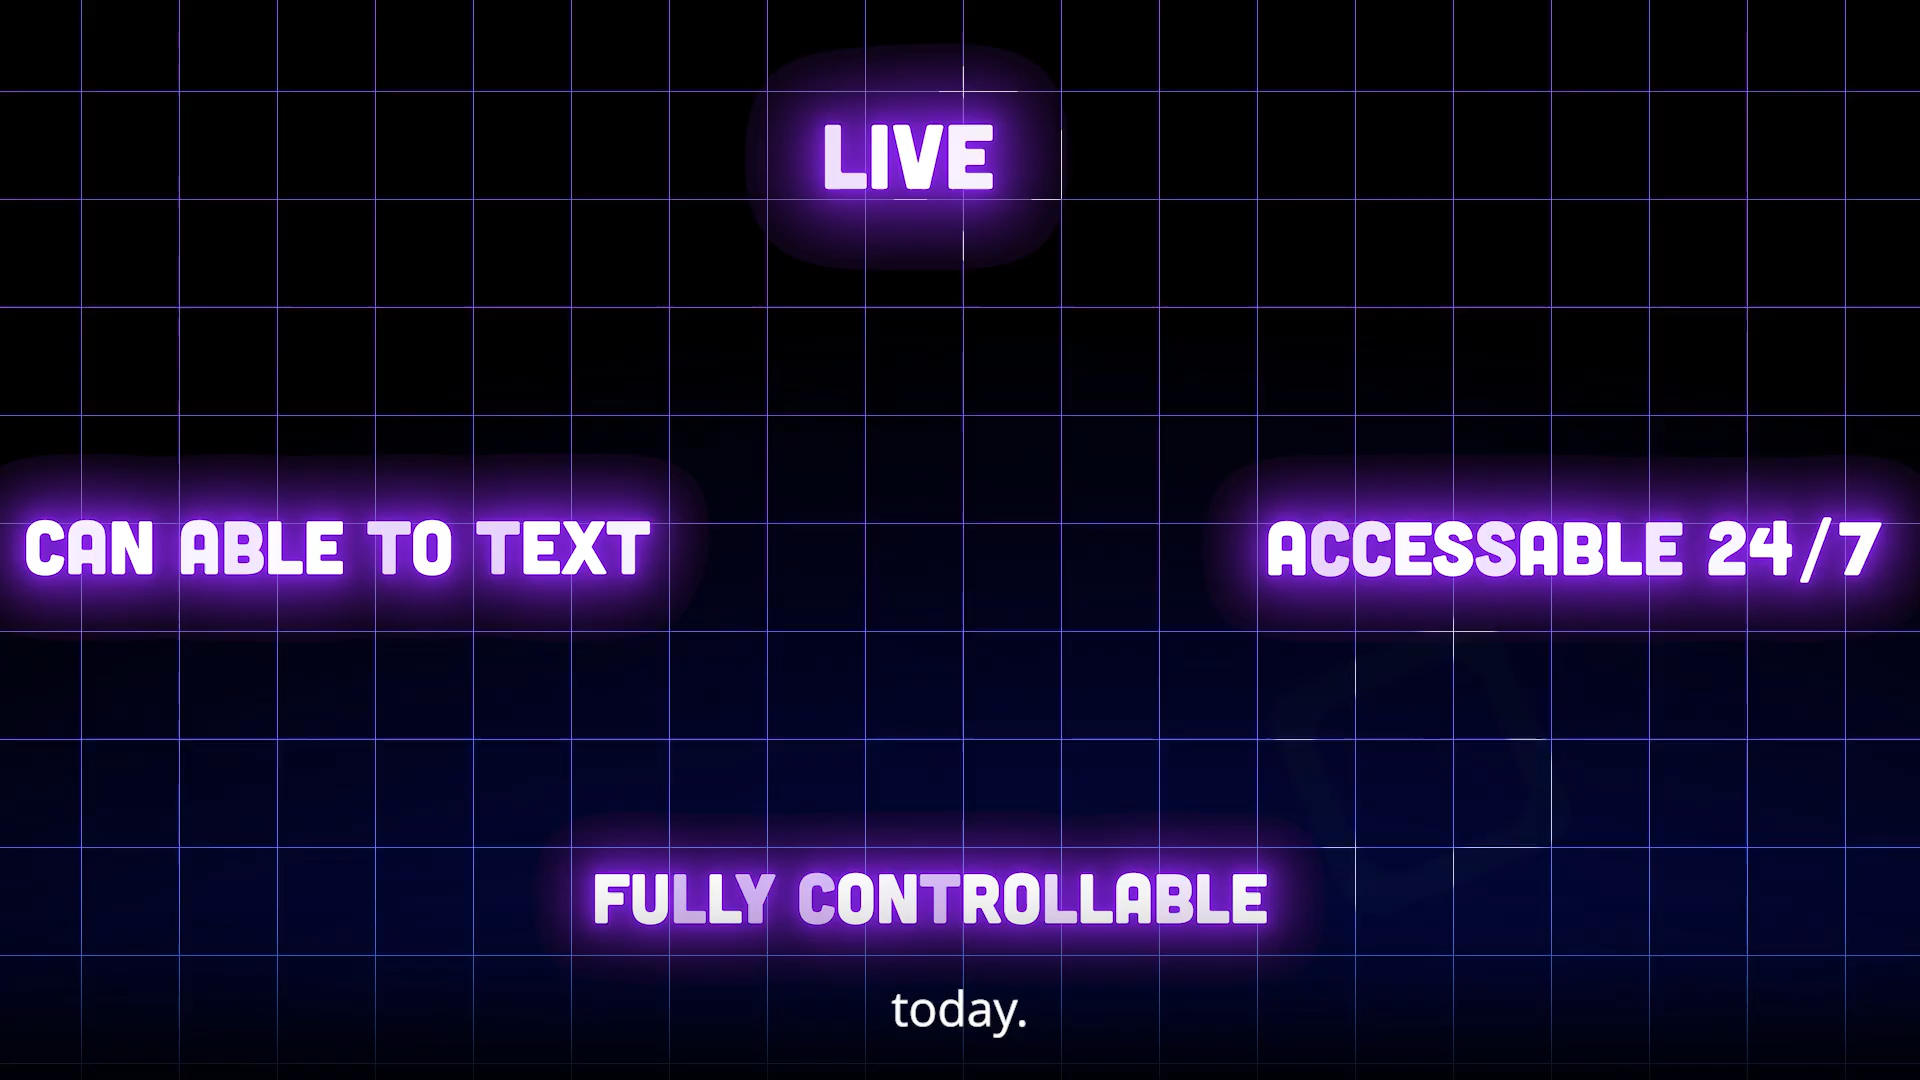 LIVE
CAN ABLE TO TEXT
ACCESSABLE 24/7
FULLY CONTROLLABLE
today.